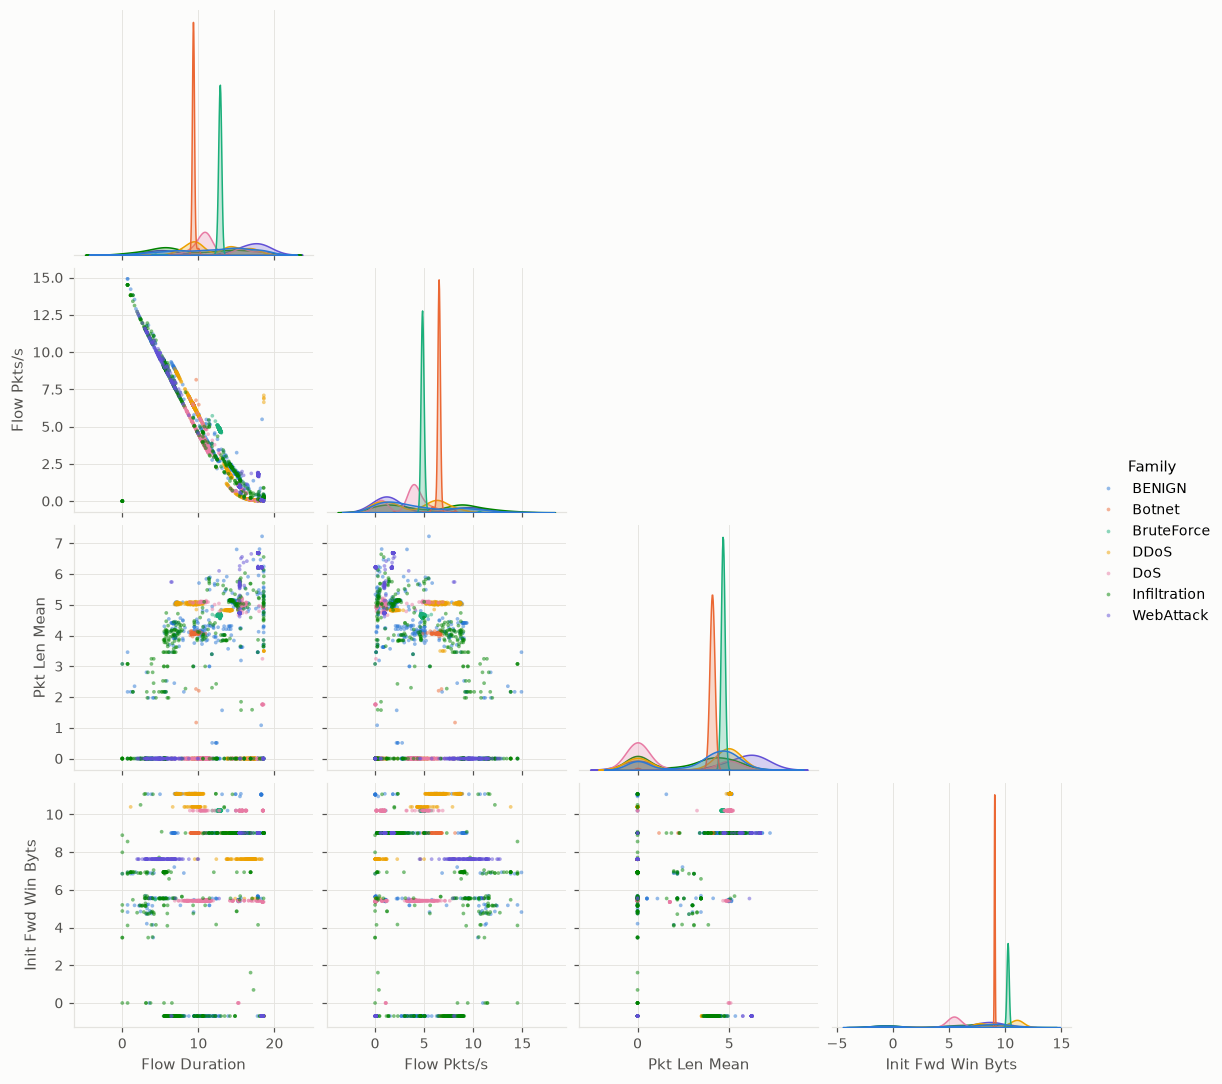 15.0
12.5
10.0
7.5
5.0
2.5
0.0
Flow Pkts/s
7
6
5
4
3
2
1
0
Pkt Len Mean
10
8
6
4
2
0
Init Fwd Win Byts
0 10 20
Flow Duration
0 5 10 15
Flow Pkts/s
0 5
Pkt Len Mean
−5 0 5 10 15
Init Fwd Win Byts
Family
BENIGN
Botnet
BruteForce
DDoS
DoS
Infiltration
WebAttack